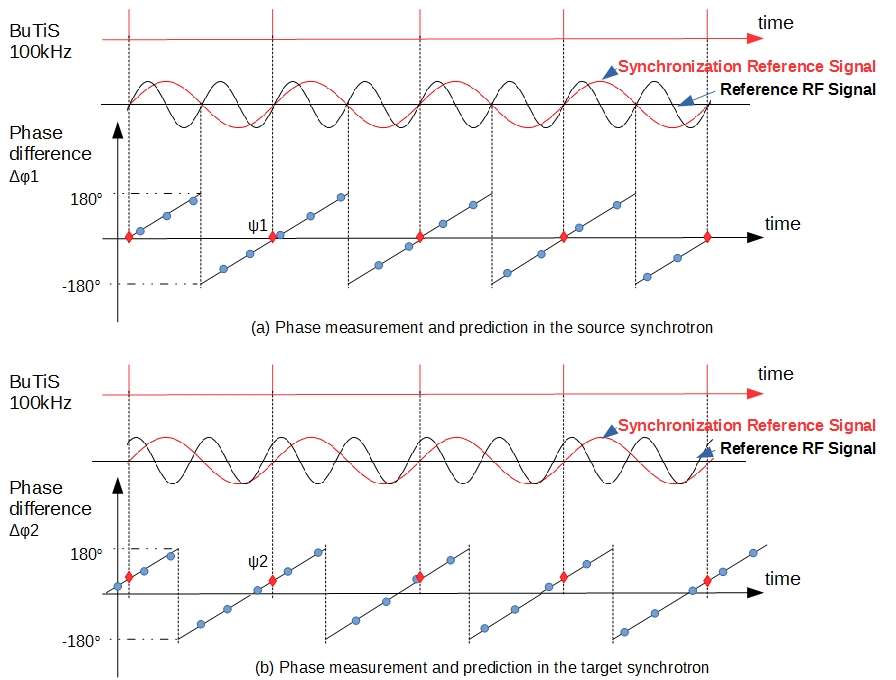 BuTiS
100kHz
time
Synchronization Reference Signal
Reference RF Signal
Phase
difference
Δφ1
180°
ψ1
time
-180°
(a) Phase measurement and prediction in the source synchrotron
BuTiS
100kHz
time
Synchronization Reference Signal
Reference RF Signal
Phase
difference
Δφ2
180°
ψ2
time
-180°
(b) Phase measurement and prediction in the target synchrotron